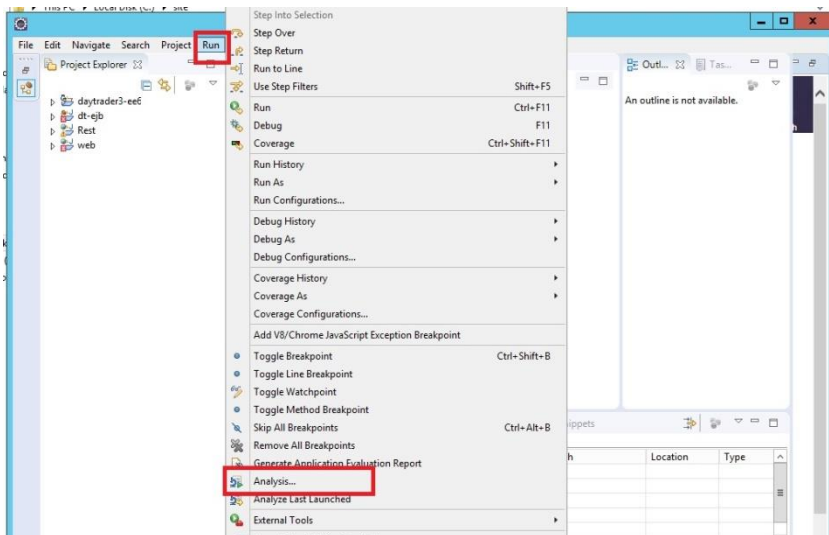 This PC ▸ Local Disk (C:) ▸ site
File Edit Navigate Search Project Run
Project Explorer
daytrader3-ee6
dt-ejb
Rest
web
Step Into Selection
Step Over
Step Return
Run to Line
Use Step Filters Shift+F5
Run Ctrl+F11
Debug F11
Coverage Ctrl+Shift+F11
Run History
Run As
Run Configurations...
Debug History
Debug As
Debug Configurations...
Coverage History
Coverage As
Coverage Configurations...
Add V8/Chrome JavaScript Exception Breakpoint
Toggle Breakpoint Ctrl+Shift+B
Toggle Line Breakpoint
Toggle Watchpoint
Toggle Method Breakpoint
Skip All Breakpoints Ctrl+Alt+B
Remove All Breakpoints
Generate Application Evaluation Report
Analysis...
Analyze Last Launched
External Tools
Outl... Tas...
An outline is not available.
ippets
h Location Type